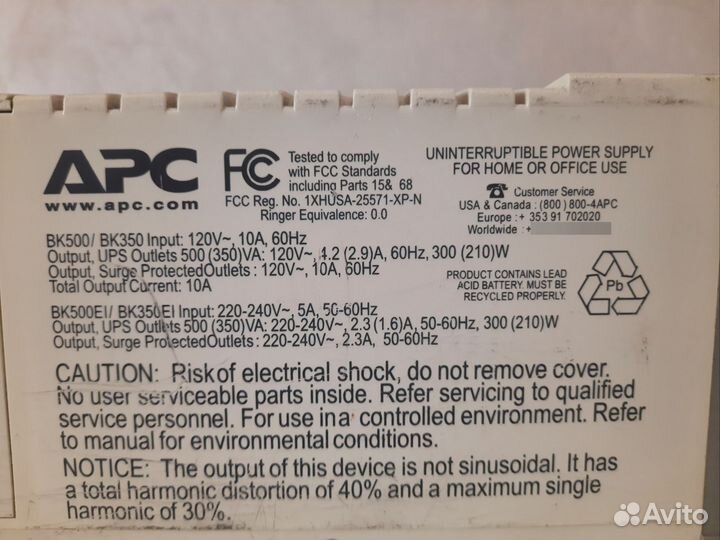 APC
www.apc.com
FC
Tested to comply
with FCC Standards
including Parts 15& 68
FCC Reg. No. 1XHUSA-25571-XP-N
Ringer Equivalence: 0.0
UNINTERRUPTIBLE POWER SUPPLY
FOR HOME OR OFFICE USE
Customer Service
USA & Canada : (800) 800-4APC
Europe : + 353 91 702020
Worldwide : +
BK500/ BK350 Input: 120V~, 10A, 60Hz
Output, UPS Outlets 500 (350)VA: 120V~, 4.2 (2.9)A, 60Hz, 300 (210)W
Output, Surge ProtectedOutlets : 120V~, 10A, 60Hz
Total Output Current: 10A
BK500EI/ BK350EI Input: 220-240V~, 5A, 50-60Hz
Output, UPS Outlets 500 (350)VA: 220-240V~, 2.3 (1.6)A, 50-60Hz, 300 (210)W
Output, Surge ProtectedOutlets : 220-240V~, 2.3A, 50-60Hz
PRODUCT CONTAINS LEAD
ACID BATTERY. MUST BE
RECYCLED PROPERLY.
Pb
CAUTION: Risk of electrical shock, do not remove cover.
No user serviceable parts inside. Refer servicing to qualified
service personnel. For use in a controlled environment. Refer
to manual for environmental conditions.
NOTICE: The output of this device is not sinusoidal. It has
a total harmonic distortion of 40% and a maximum single
harmonic of 30%.
Avito